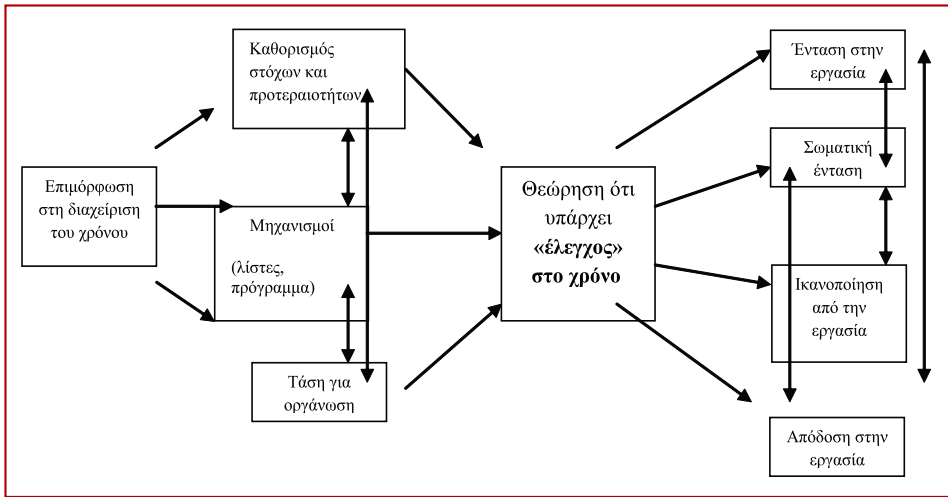 Επιμόρφωση
στη διαχείριση
του χρόνου
Καθορισμός
στόχων και
προτεραιοτήτων
Μηχανισμοί
(λίστες,
πρόγραμμα)
Τάση για
οργάνωση
Θεώρηση ότι
υπάρχει
«έλεγχος»
στο χρόνο
Ένταση στην
εργασία
Σωματική
ένταση
Ικανοποίηση
από την
εργασία
Απόδοση στην
εργασία